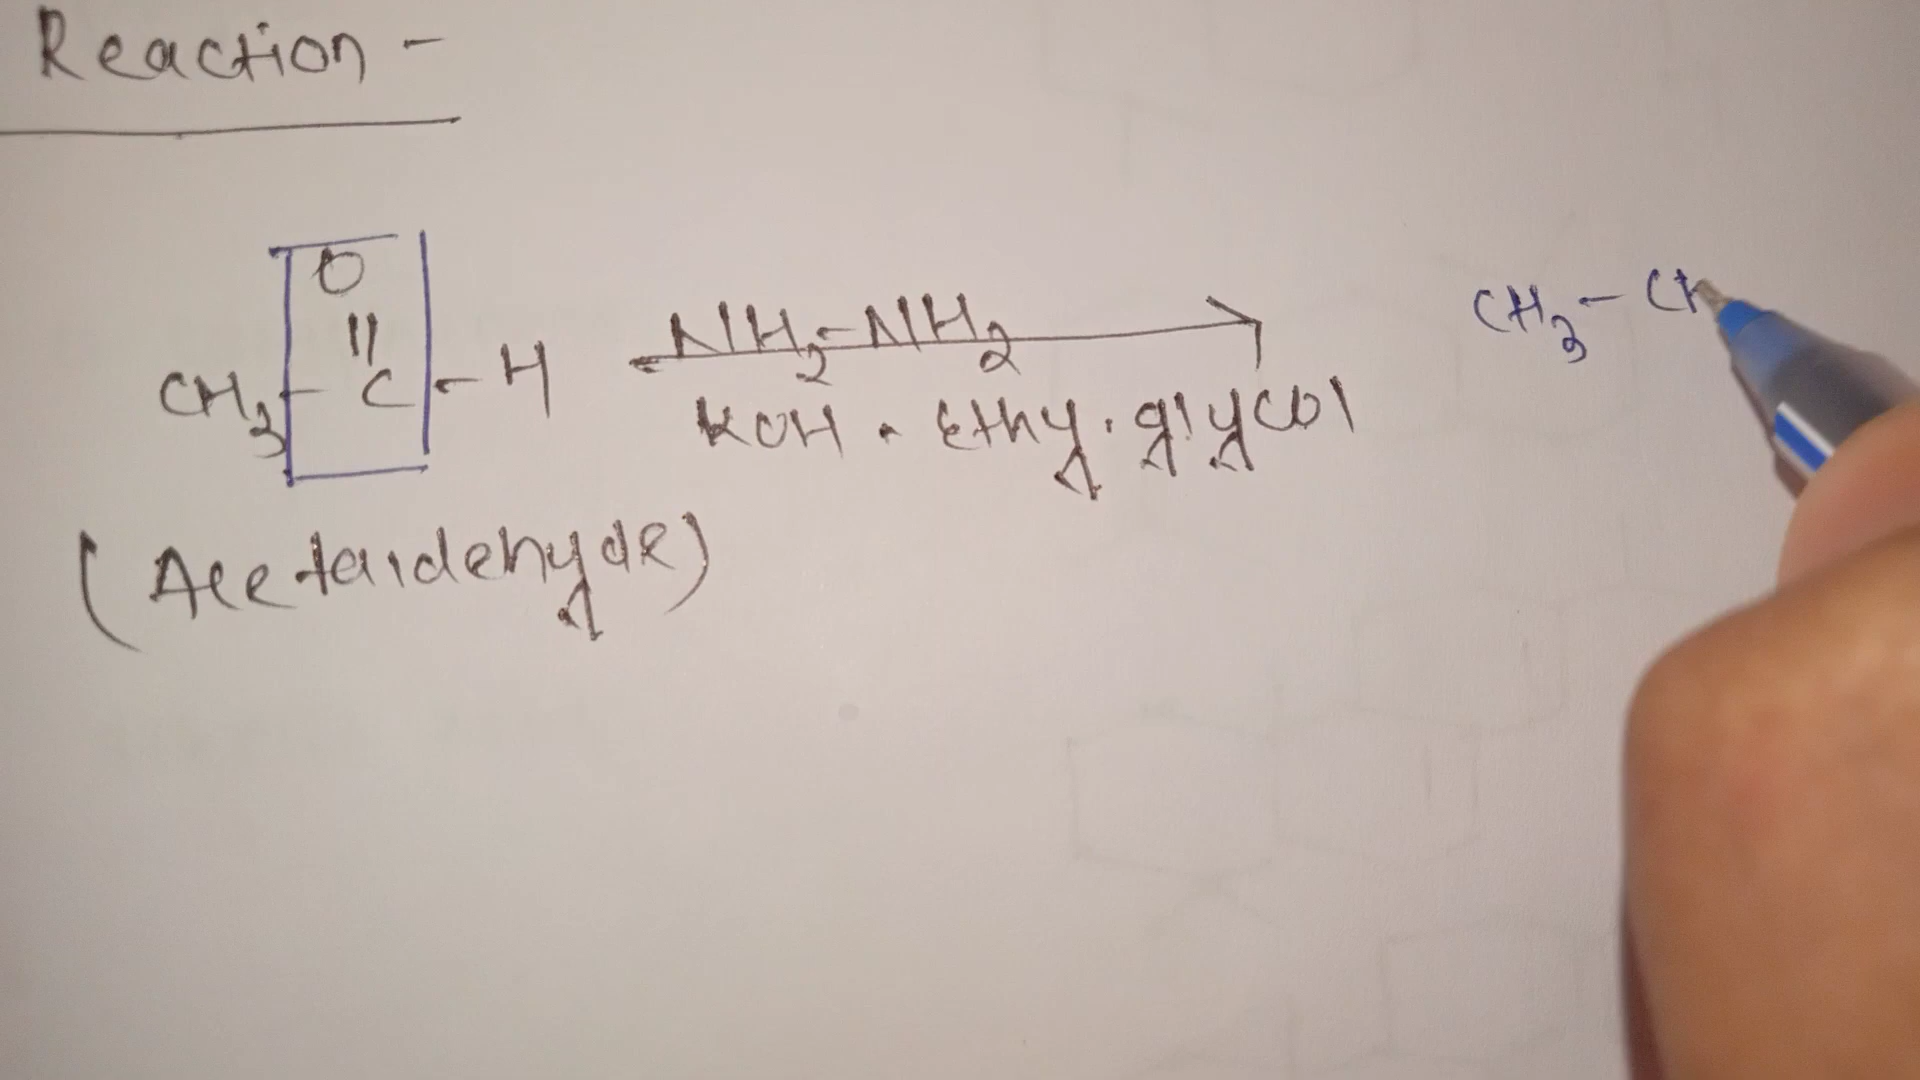 Reaction -
O
||
CH3 - C - H
NH2-NH2
KOH . Ethy. glycol
CH3 - CH
(Acetaldehyde)